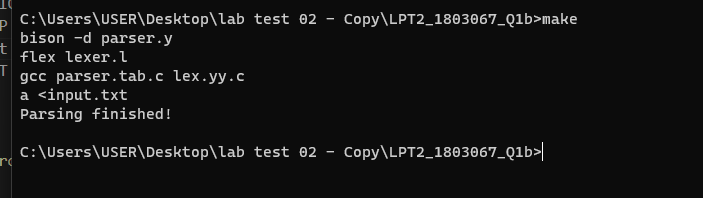 C:\Users\USER\Desktop\lab test 02 - Copy\LPT2_1803067_Q1b>make
bison -d parser.y
flex lexer.l
gcc parser.tab.c lex.yy.c
a <input.txt
Parsing finished!
C:\Users\USER\Desktop\lab test 02 - Copy\LPT2_1803067_Q1b>